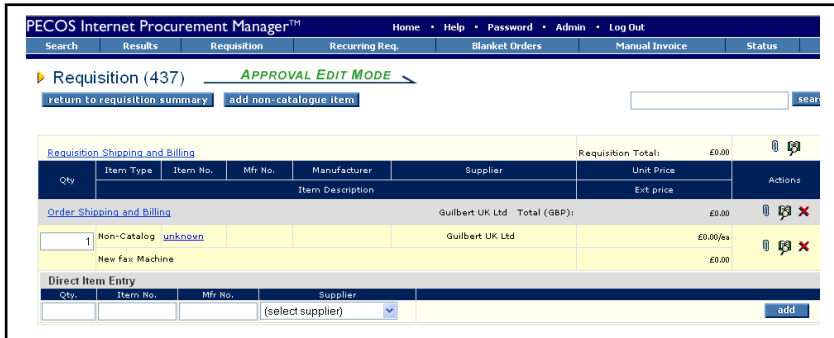 PECOS Internet Procurement Manager™ Home • Help • Password • Admin • Log Out
Search Results Requisition Recurring Req. Blanket Orders Manual Invoice Status
Requisition (437) APPROVAL EDIT MODE
return to requisition summary add non-catalogue item sear
Requisition Shipping and Billing Requisition Total: £0.00
Qty Item Type Item No. Mfr No. Manufacturer Supplier Unit Price Actions
Item Description Ext price
Order Shipping and Billing Guilbert UK Ltd Total (GBP): £0.00
1 Non-Catalog unknown Guilbert UK Ltd £0.00/ea
New fax Machine £0.00
Direct Item Entry
Qty. Item No. Mfr No. Supplier
(select supplier) add